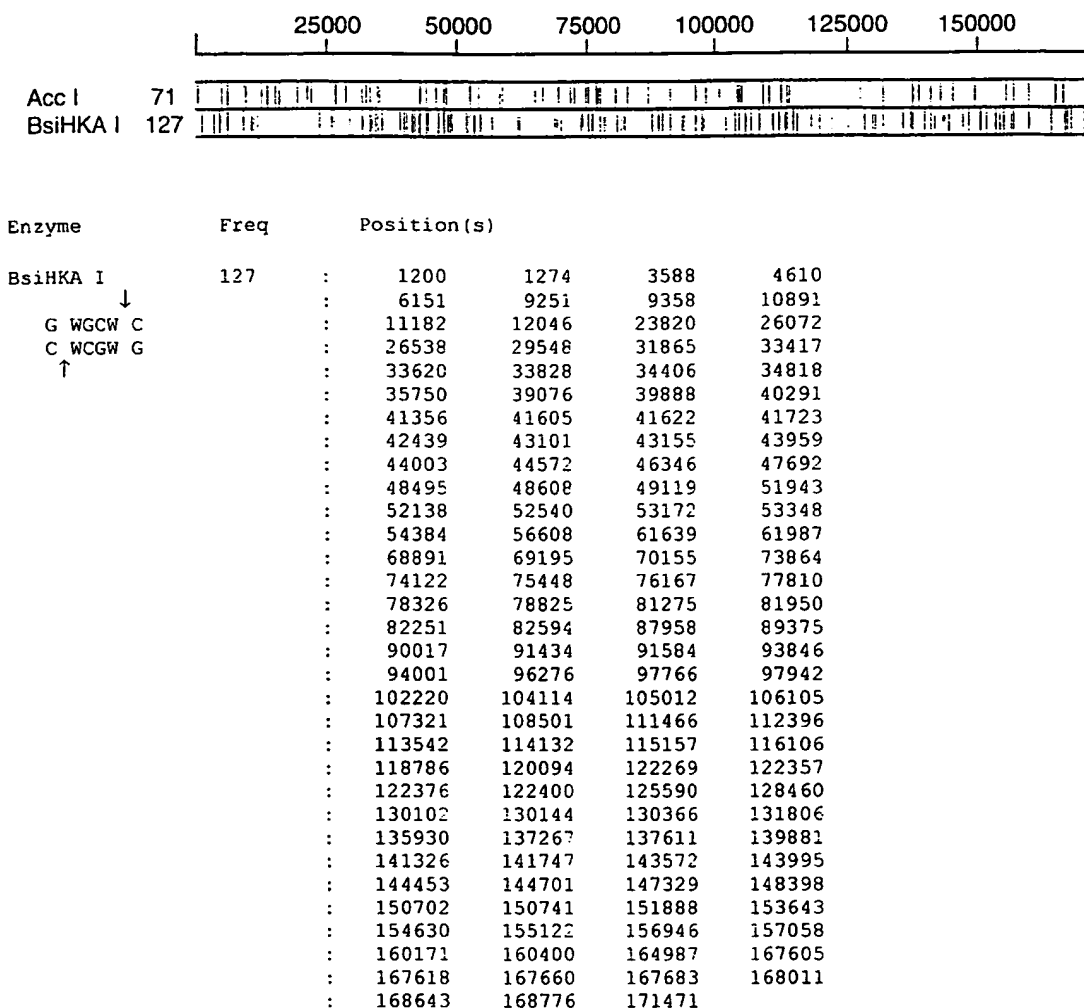 25000 50000 75000 100000 125000 150000
Acc I 71
BsiHKA I 127
Enzyme Freq Position(s)
BsiHKA I 127 : 1200 1274 3588 4610
↓ : 6151 9251 9358 10891
G WGCW C : 11182 12046 23820 26072
C WCGW G : 26538 29548 31865 33417
↑ : 33620 33828 34406 34818
: 35750 39076 39888 40291
: 41356 41605 41622 41723
: 42439 43101 43155 43959
: 44003 44572 46346 47692
: 48495 48608 49119 51943
: 52138 52540 53172 53348
: 54384 56608 61639 61987
: 68891 69195 70155 73864
: 74122 75448 76167 77810
: 78326 78825 81275 81950
: 82251 82594 87958 89375
: 90017 91434 91584 93846
: 94001 96276 97766 97942
: 102220 104114 105012 106105
: 107321 108501 111466 112396
: 113542 114132 115157 116106
: 118786 120094 122269 122357
: 122376 122400 125590 128460
: 130102 130144 130366 131806
: 135930 137267 137611 139881
: 141326 141747 143572 143995
: 144453 144701 147329 148398
: 150702 150741 151888 153643
: 154630 155122 156946 157058
: 160171 160400 164987 167605
: 167618 167660 167683 168011
: 168643 168776 171471